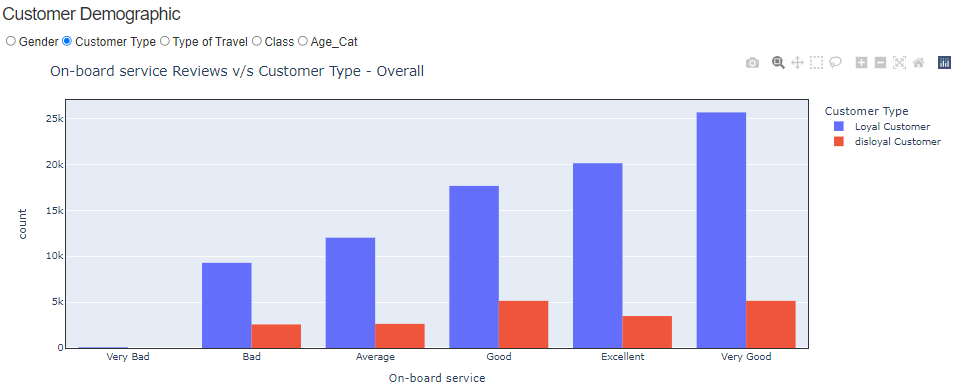 Customer Demographic
Gender Customer Type Type of Travel Class Age_Cat
On-board service Reviews v/s Customer Type - Overall
Customer Type
Loyal Customer
disloyal Customer
25k
20k
15k
10k
5k
0
count
Very Bad Bad Average Good Excellent Very Good
On-board service